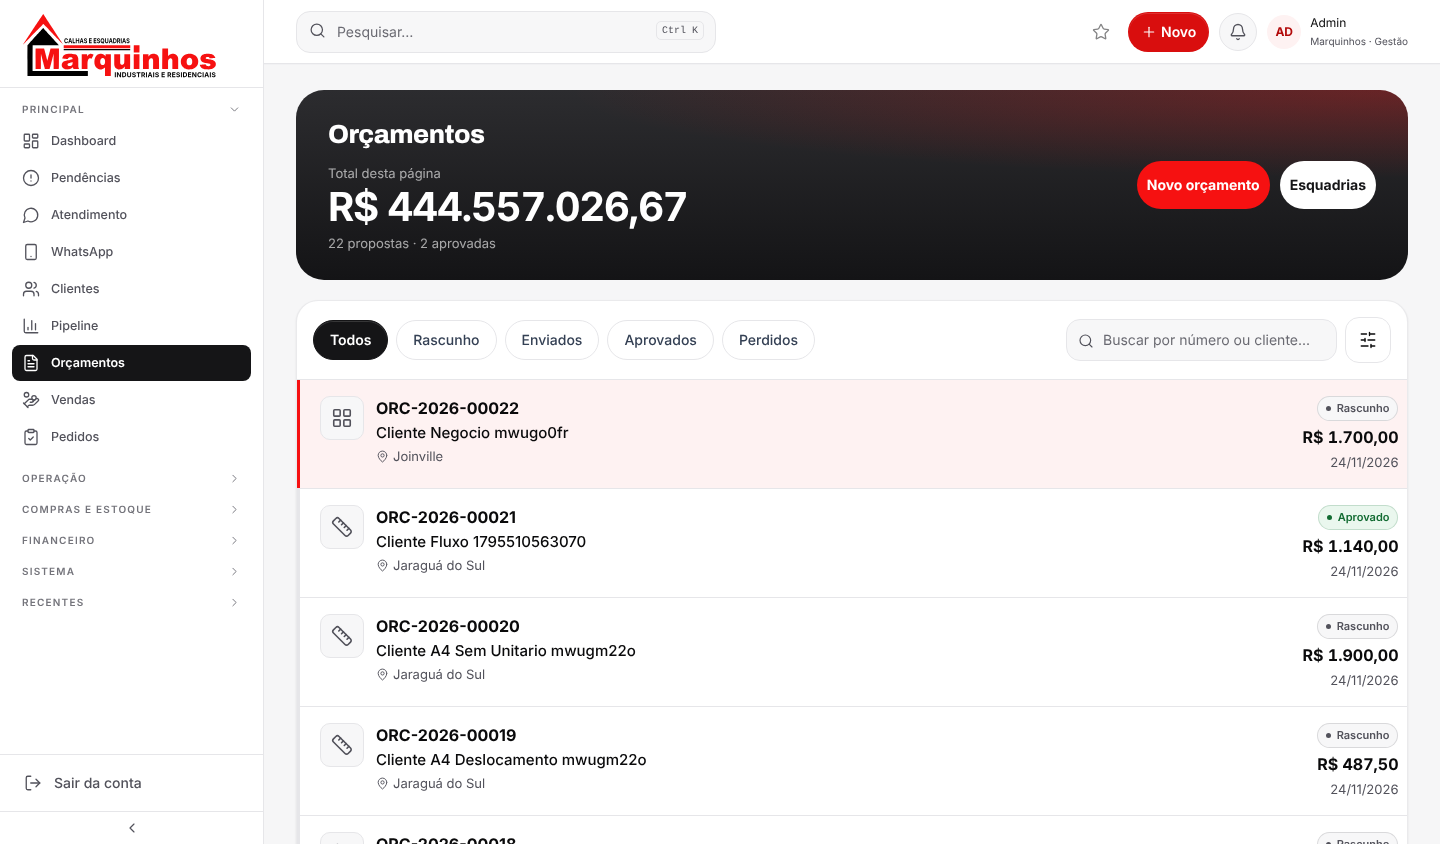 CALHAS E ESQUADRIAS
Marquinhos
INDUSTRIAIS E RESIDENCIAIS
Pesquisar...
Ctrl K
Novo
AD
Admin
Marquinhos · Gestão
PRINCIPAL
Dashboard
Pendências
Atendimento
WhatsApp
Clientes
Pipeline
Orçamentos
Vendas
Pedidos
OPERAÇÃO
COMPRAS E ESTOQUE
FINANCEIRO
SISTEMA
RECENTES
Sair da conta
Orçamentos
Total desta página
R$ 444.557.026,67
22 propostas · 2 aprovadas
Novo orçamento
Esquadrias
Todos
Rascunho
Enviados
Aprovados
Perdidos
Buscar por número ou cliente...
ORC-2026-00022
Cliente Negocio mwugo0fr
Joinville
Rascunho
R$ 1.700,00
24/11/2026
ORC-2026-00021
Cliente Fluxo 1795510563070
Jaraguá do Sul
Aprovado
R$ 1.140,00
24/11/2026
ORC-2026-00020
Cliente A4 Sem Unitario mwugm22o
Jaraguá do Sul
Rascunho
R$ 1.900,00
24/11/2026
ORC-2026-00019
Cliente A4 Deslocamento mwugm22o
Jaraguá do Sul
Rascunho
R$ 487,50
24/11/2026
ORC-2026-00018
Rascunho